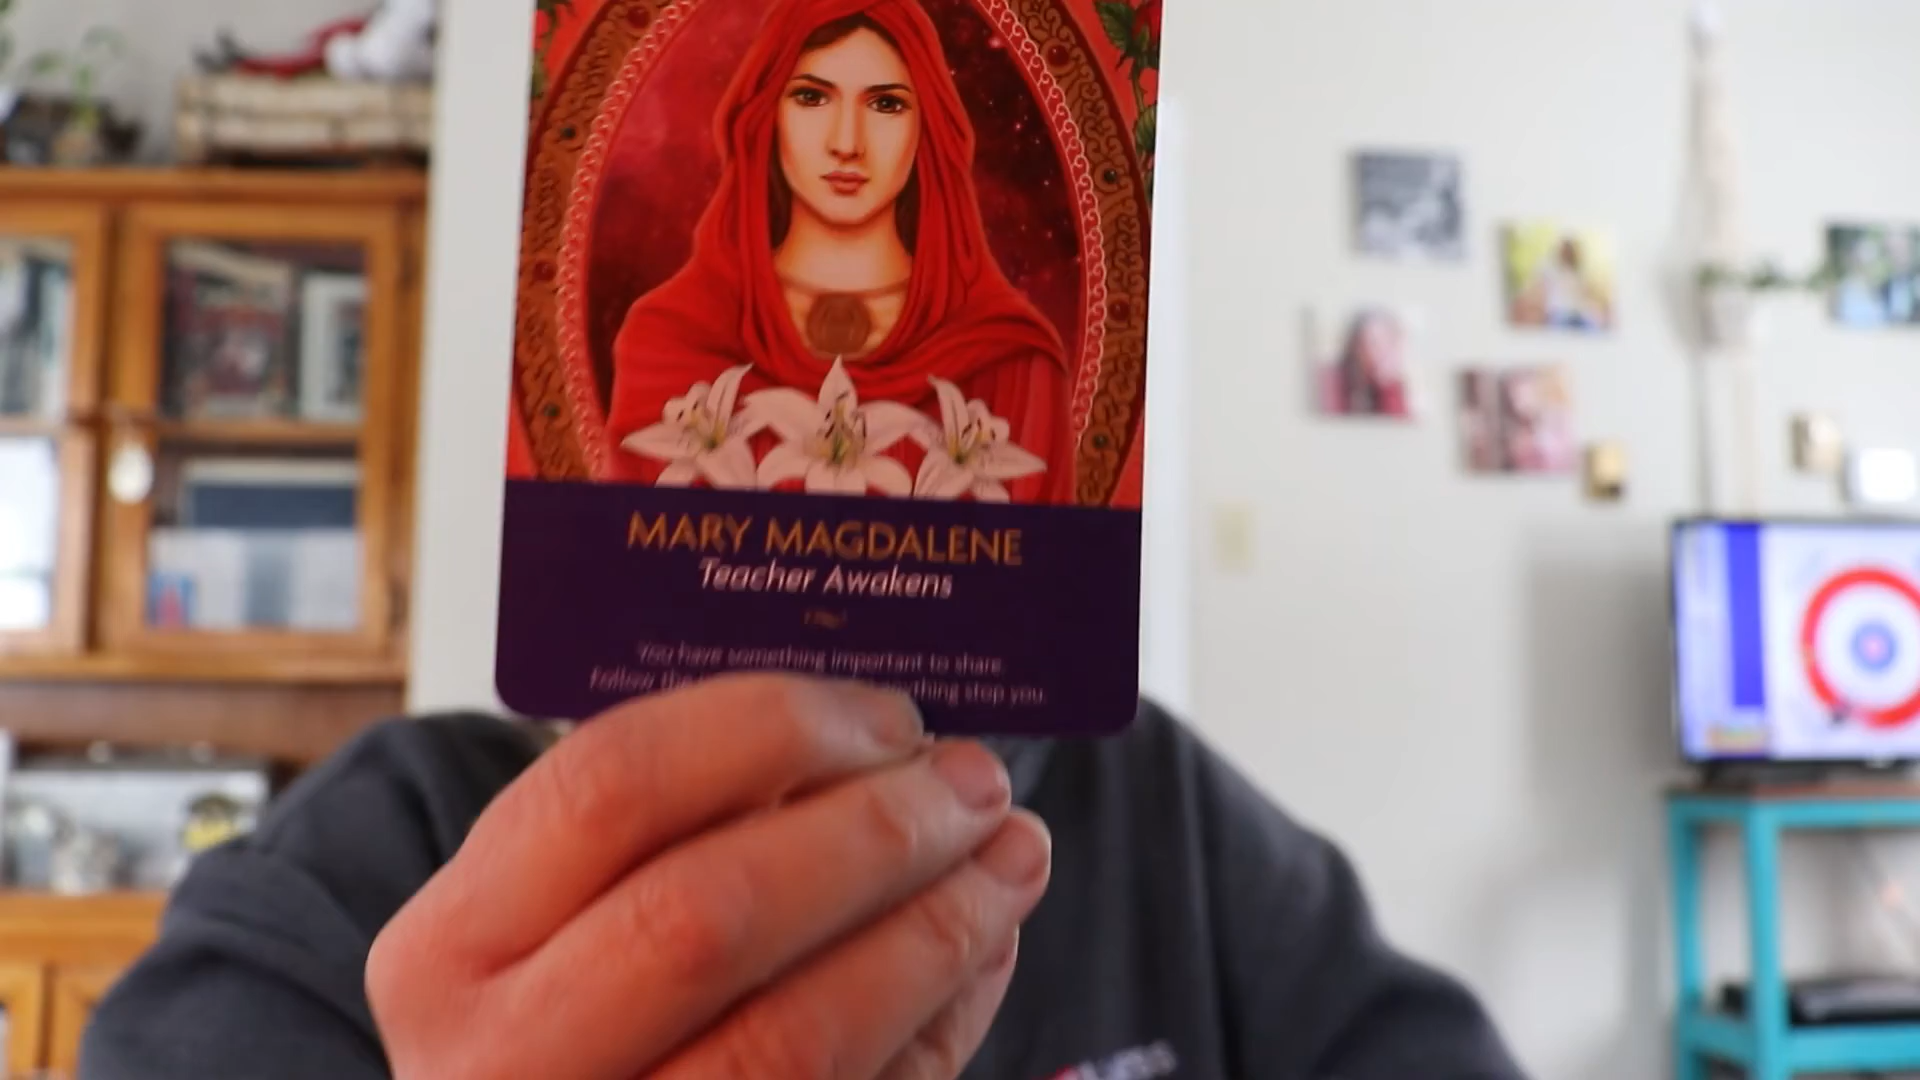 MARY MAGDALENE
Teacher Awakens
You have something important to share.
Follow the anything stop you.